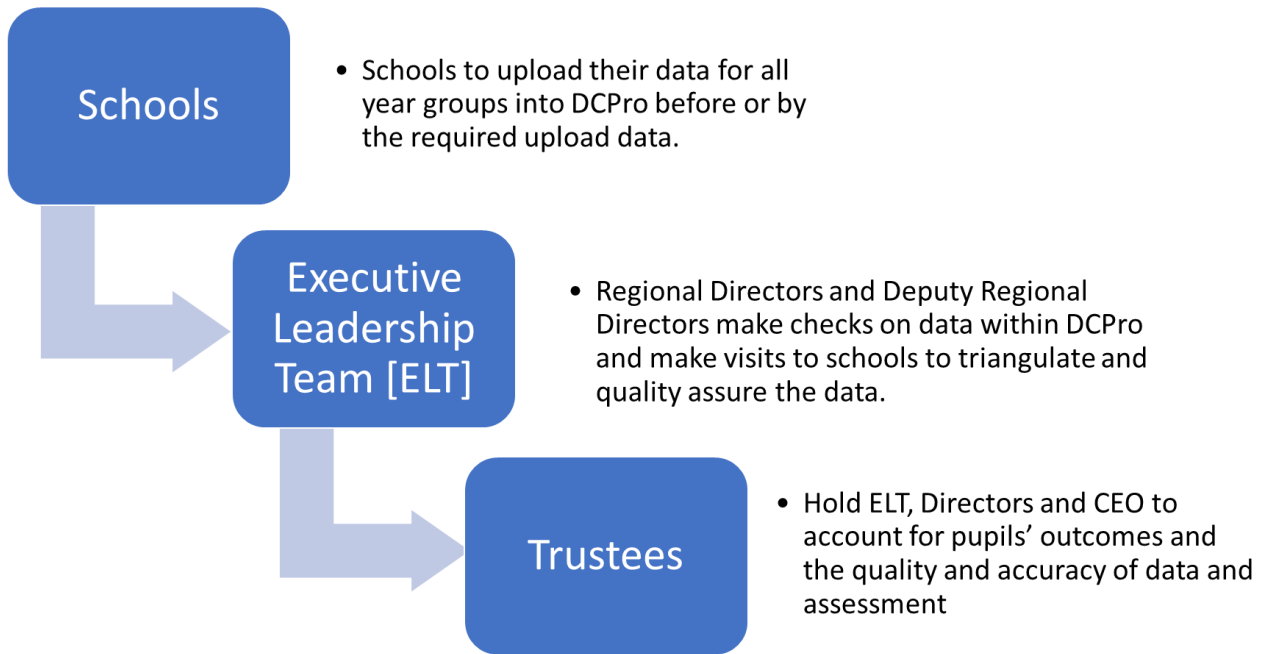 Schools
• Schools to upload their data for all
year groups into DCPro before or by
the required upload data.
Executive
Leadership
Team [ELT]
• Regional Directors and Deputy Regional
Directors make checks on data within DCPro
and make visits to schools to triangulate and
quality assure the data.
Trustees
• Hold ELT, Directors and CEO to
account for pupils’ outcomes and
the quality and accuracy of data and
assessment